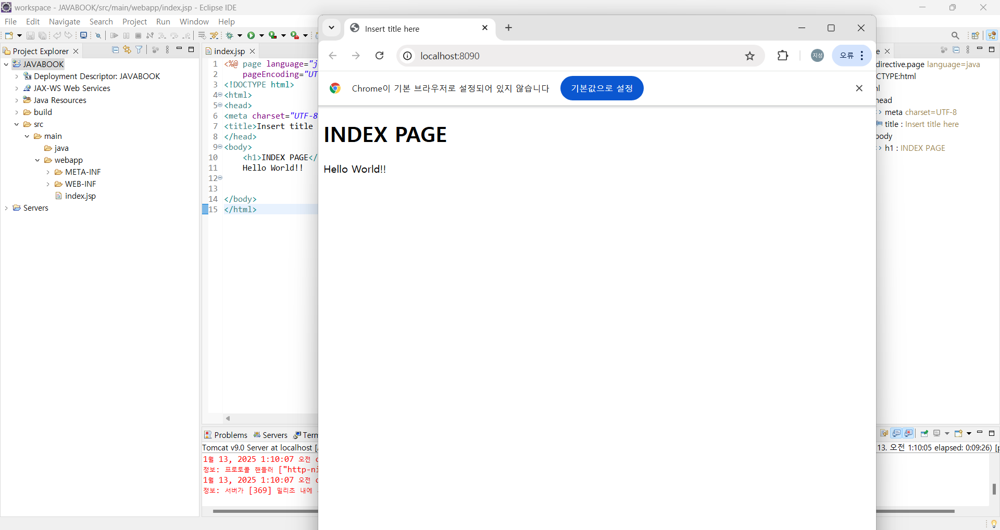 workspace - JAVABOOK/src/main/webapp/index.jsp - Eclipse IDE
File Edit Navigate Search Project Run Window Help
Project Explorer
JAVABOOK
Deployment Descriptor: JAVABOOK
JAX-WS Web Services
Java Resources
build
src
main
java
webapp
META-INF
WEB-INF
index.jsp
Servers
index.jsp
1 <%@ page language="j
2 pageEncoding="UT
3 <!DOCTYPE html>
4 <html>
5 <head>
6 <meta charset="UTF-8
7 <title>Insert title
8 </head>
9 <body>
10 <h1>INDEX PAGE</
11 Hello World!!
12
13
14 </body>
15 </html>
Problems Servers Term
Tomcat v9.0 Server at localhost [
1월 13, 2025 1:10:07 오전 o
정보: 프로토콜 핸들러 ["http-ni
1월 13, 2025 1:10:07 오전 o
정보: 서버가 [369] 밀리초 내에
Insert title here
localhost:8090
지성
오류
Chrome이 기본 브라우저로 설정되어 있지 않습니다
기본값으로 설정
INDEX PAGE
Hello World!!
e
directive.page language=java
CTYPE:html
nl
head
meta charset=UTF-8
title : Insert title here
body
h1 : INDEX PAGE
13. 오전 1:10:05 elapsed: 0:09:26) [p